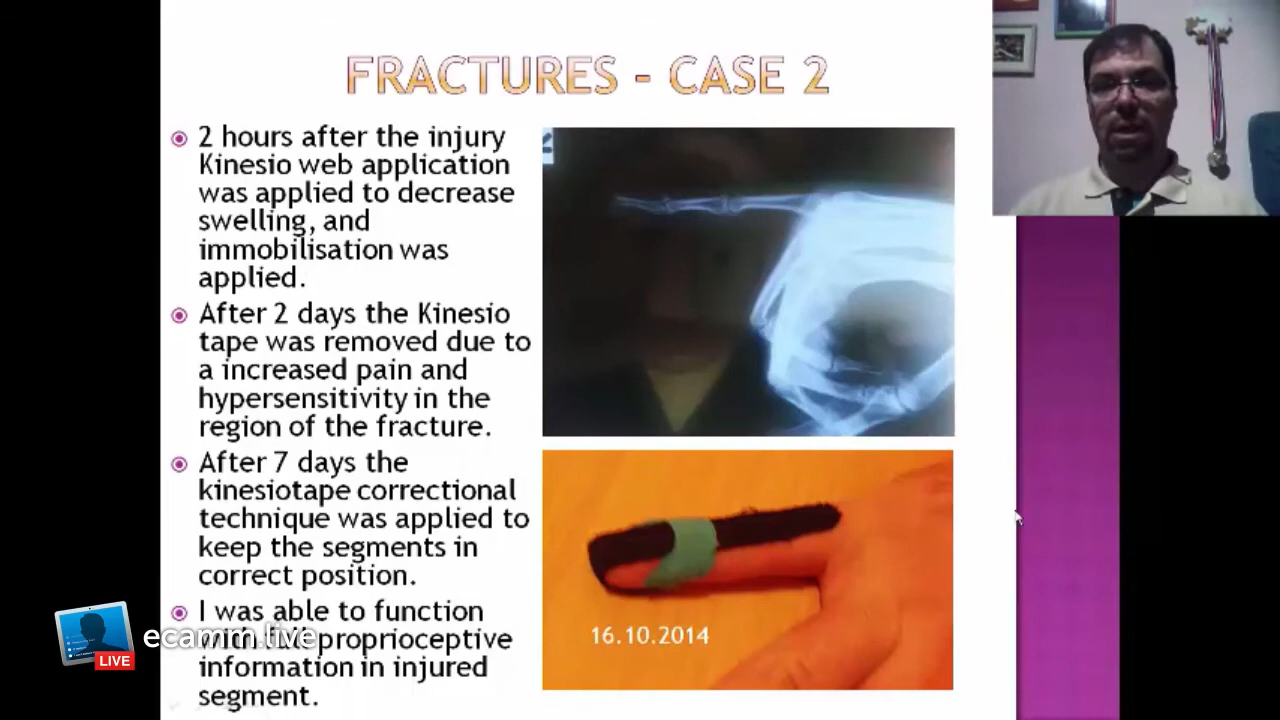 FRACTURES - CASE 2
2 hours after the injury
Kinesio web application
was applied to decrease
swelling, and
immobilisation was
applied.
After 2 days the Kinesio
tape was removed due to
a increased pain and
hypersensitivity in the
region of the fracture.
After 7 days the
kinesiotape correctional
technique was applied to
keep the segments in
correct position.
I was able to function
proprioceptive
information in injured
segment.
16.10.2014
ecamm.live
LIVE